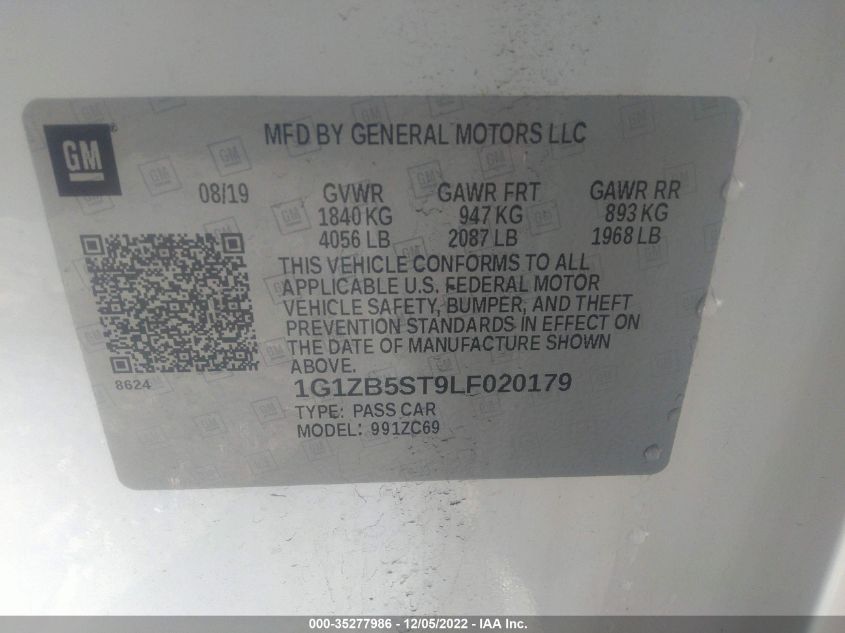 GM
MFD BY GENERAL MOTORS LLC
08/19 GVWR GAWR FRT GAWR RR
1840 KG 947 KG 893 KG
4056 LB 2087 LB 1968 LB
THIS VEHICLE CONFORMS TO ALL
APPLICABLE U.S. FEDERAL MOTOR
VEHICLE SAFETY, BUMPER, AND THEFT
PREVENTION STANDARDS IN EFFECT ON
THE DATE OF MANUFACTURE SHOWN
ABOVE.
8624
1G1ZB5ST9LF020179
TYPE: PASS CAR
MODEL: 991ZC69
000-35277986 - 12/05/2022 - IAA Inc.